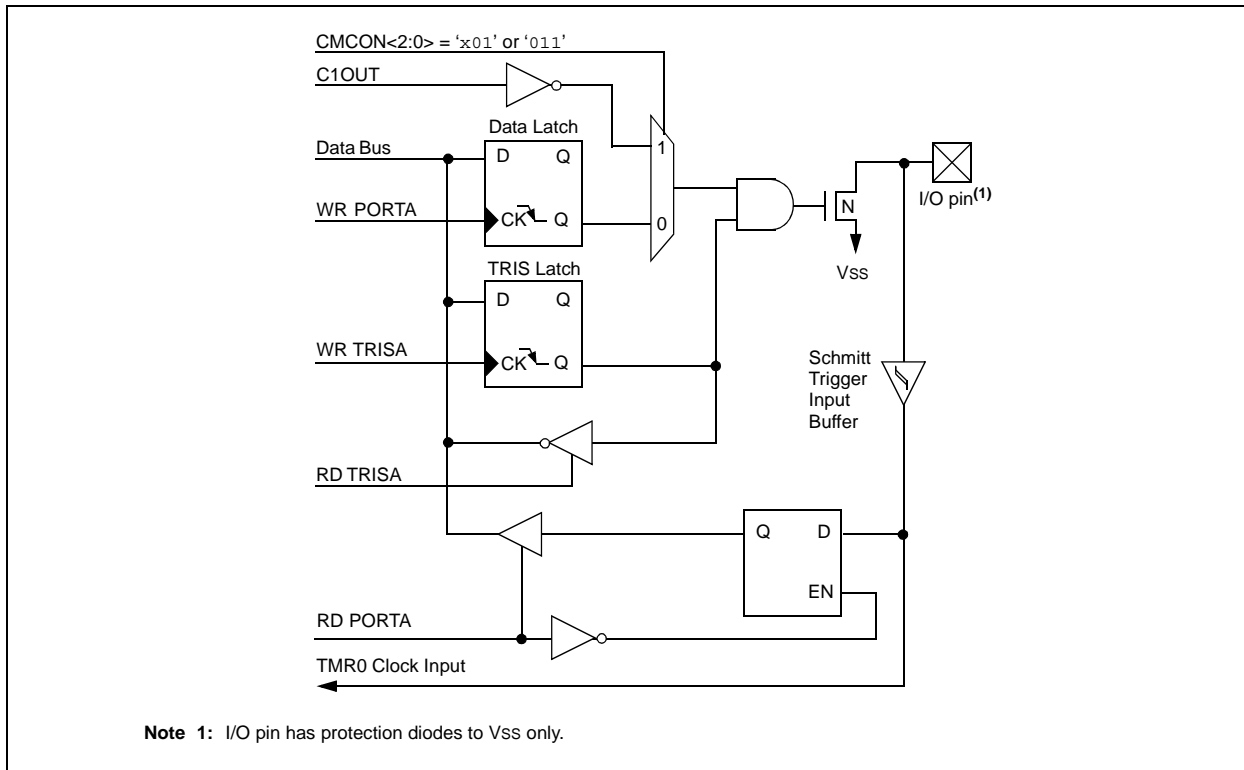 CMCON<2:0> = ‘x01’ or ‘011’
C1OUT
Data Latch
Data Bus
D Q
1
WR PORTA
CK Q
0
N
I/O pin(1)
VSS
TRIS Latch
D Q
WR TRISA
CK Q
Schmitt
Trigger
Input
Buffer
RD TRISA
Q D
EN
RD PORTA
TMR0 Clock Input
Note 1: I/O pin has protection diodes to VSS only.